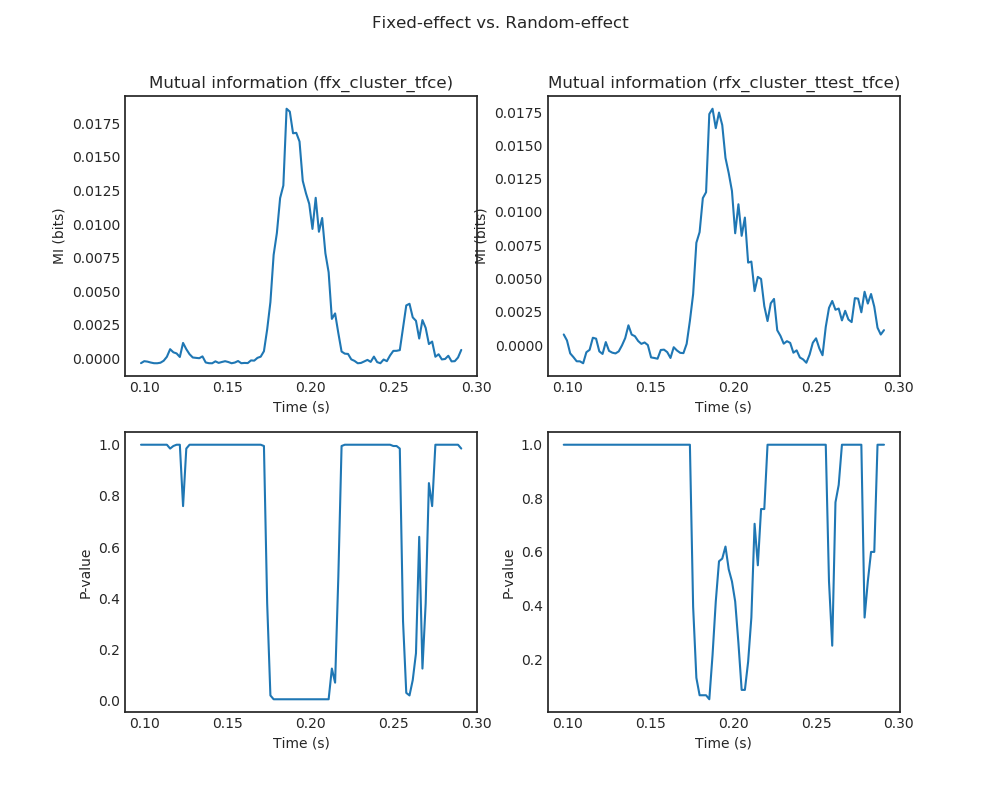 Fixed-effect vs. Random-effect
Mutual information (ffx_cluster_tfce)
MI (bits)
0.0175
0.0150
0.0125
0.0100
0.0075
0.0050
0.0025
0.0000
0.10 0.15 0.20 0.25 0.30
Time (s)
Mutual information (rfx_cluster_ttest_tfce)
MI (bits)
0.0175
0.0150
0.0125
0.0100
0.0075
0.0050
0.0025
0.0000
0.10 0.15 0.20 0.25 0.30
Time (s)
P-value
1.0
0.8
0.6
0.4
0.2
0.0
0.10 0.15 0.20 0.25 0.30
Time (s)
P-value
1.0
0.8
0.6
0.4
0.2
0.10 0.15 0.20 0.25 0.30
Time (s)